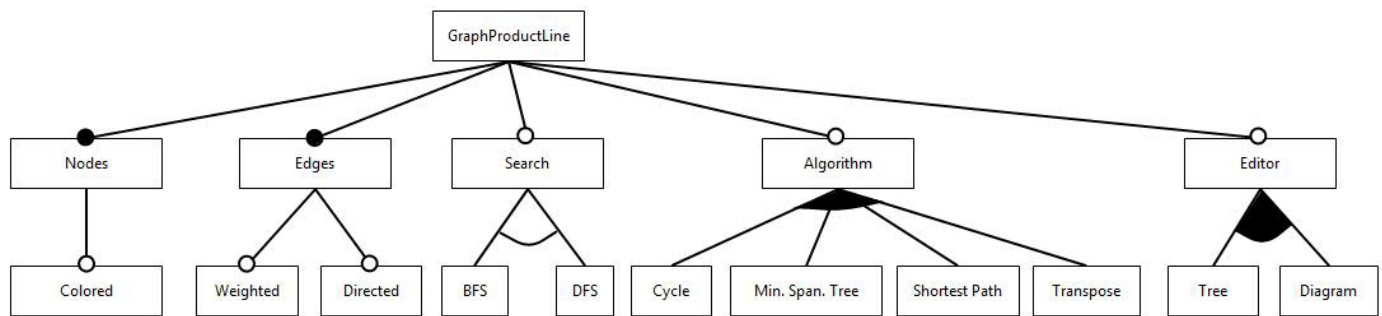 GraphProductLine
Nodes
Edges
Search
Algorithm
Editor
Colored
Weighted
Directed
BFS
DFS
Cycle
Min. Span. Tree
Shortest Path
Transpose
Tree
Diagram